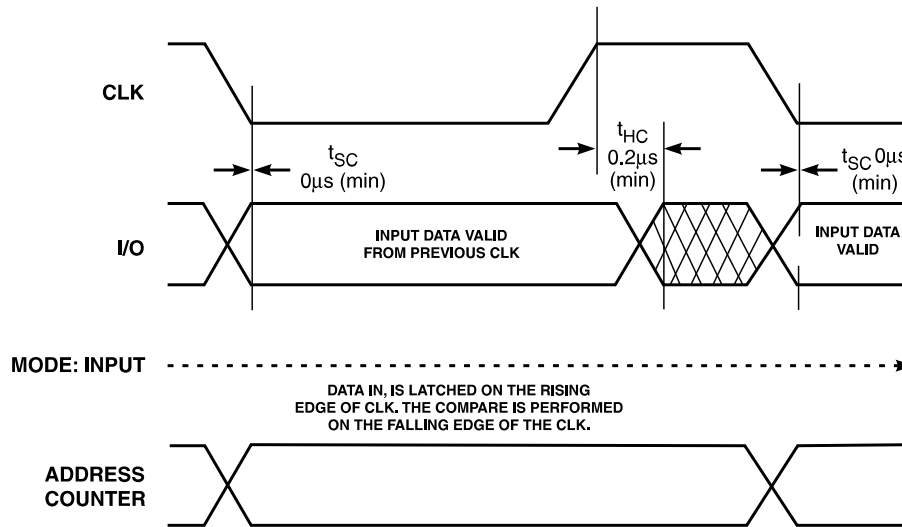 CLK
tSC
0µs (min)
tHC
0.2µs
(min)
tSC 0µs
(min)
I/O
INPUT DATA VALID
FROM PREVIOUS CLK
INPUT DATA
VALID
MODE: INPUT
DATA IN, IS LATCHED ON THE RISING
EDGE OF CLK. THE COMPARE IS PERFORMED
ON THE FALLING EDGE OF THE CLK.
ADDRESS
COUNTER